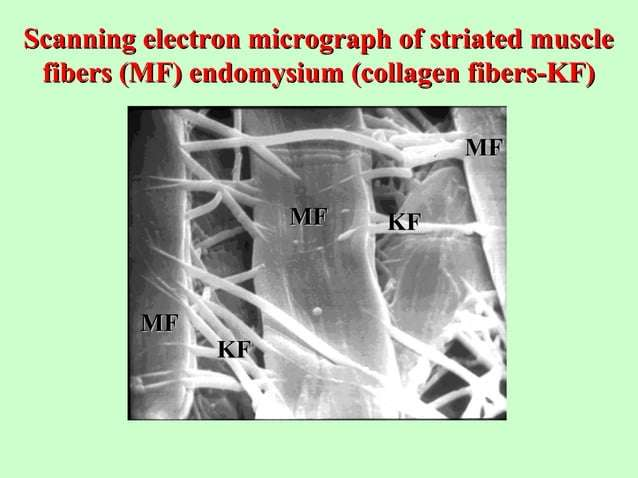 Scanning electron micrograph of striated muscle
fibers (MF) endomysium (collagen fibers-KF)
MF
MF
KF
MF
KF